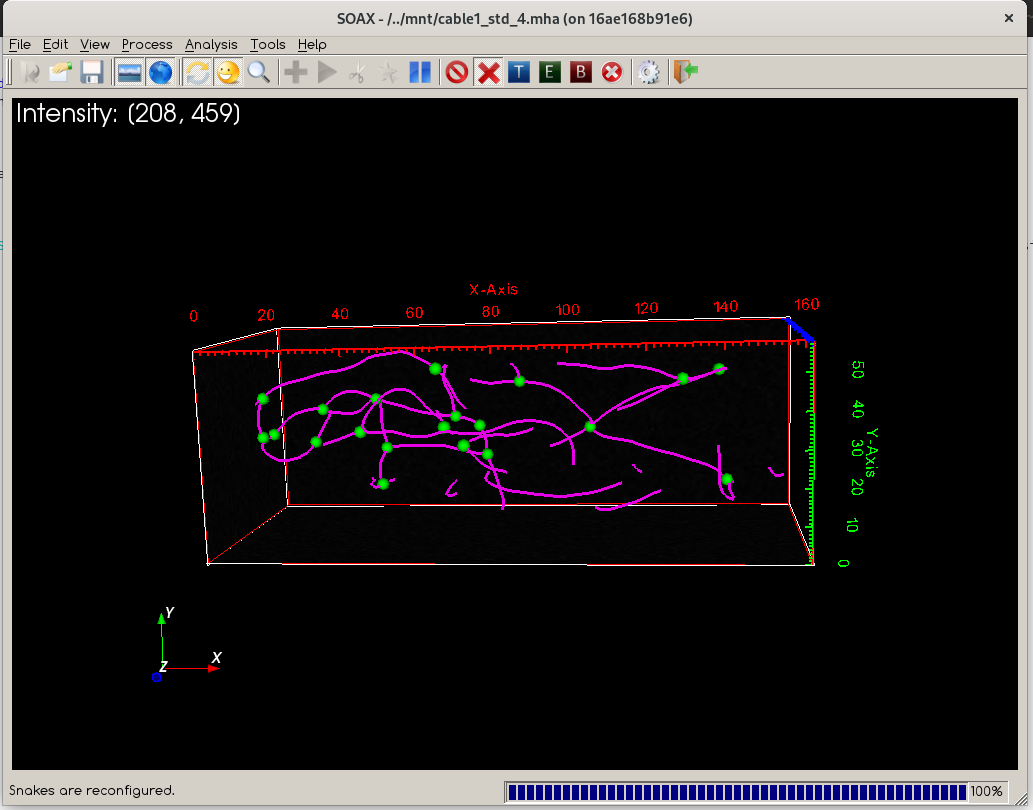 SOAX - /../mnt/cable1_std_4.mha (on 16ae168b91e6)
File Edit View Process Analysis Tools Help
T E B
Intensity: [208, 459]
X-Axis
0 20 40 60 80 100 120 140 160
50
40
30
20
10
0
Y-Axis
Y
X
Z
Snakes are reconfigured.
100%